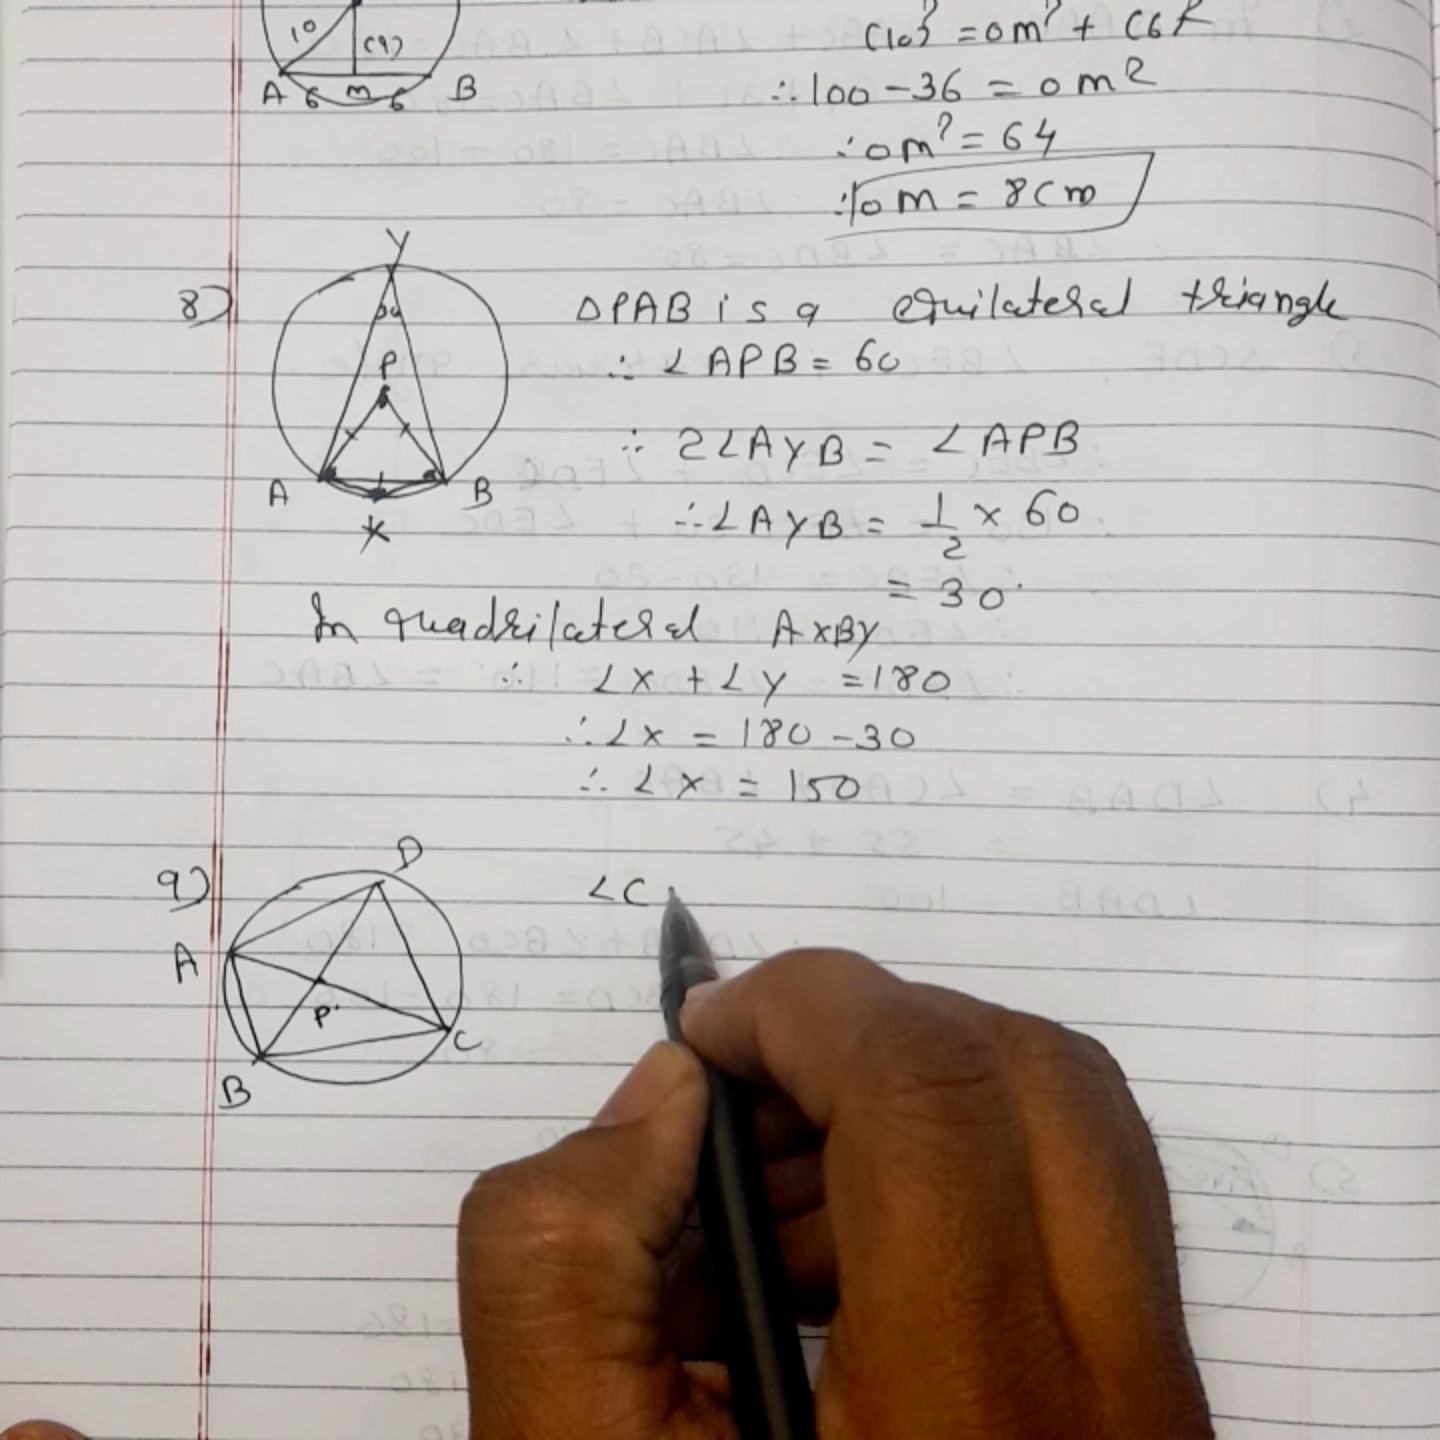 (10)² = om² + (6)²
10
(9)
∴ 100 - 36 = om²
A 6 m 6 B
∴ om² = 64
∴ om = 8cm
Y
8)
30
ΔPAB is a equilateral triangle
P
∴ ∠APB = 60
∴ 2∠AYB = ∠APB
A B
X
∴ ∠AYB = 1/2 × 60
= 30°
In quadrilateral AXBY
∴ ∠X + ∠Y = 180
∴ ∠X = 180 - 30
∴ ∠X = 150
D
9)
∠C
A
P
C
B